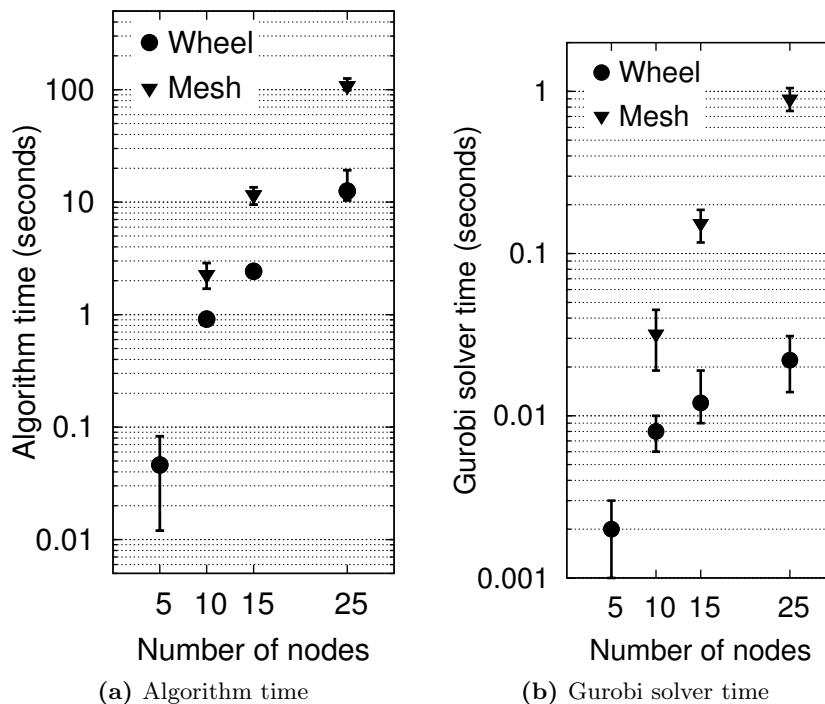 Wheel
Mesh
100
10
1
0.1
0.01
Algorithm time (seconds)
5 10 15 25
Number of nodes
(a) Algorithm time
Wheel
Mesh
1
0.1
0.01
0.001
Gurobi solver time (seconds)
5 10 15 25
Number of nodes
(b) Gurobi solver time